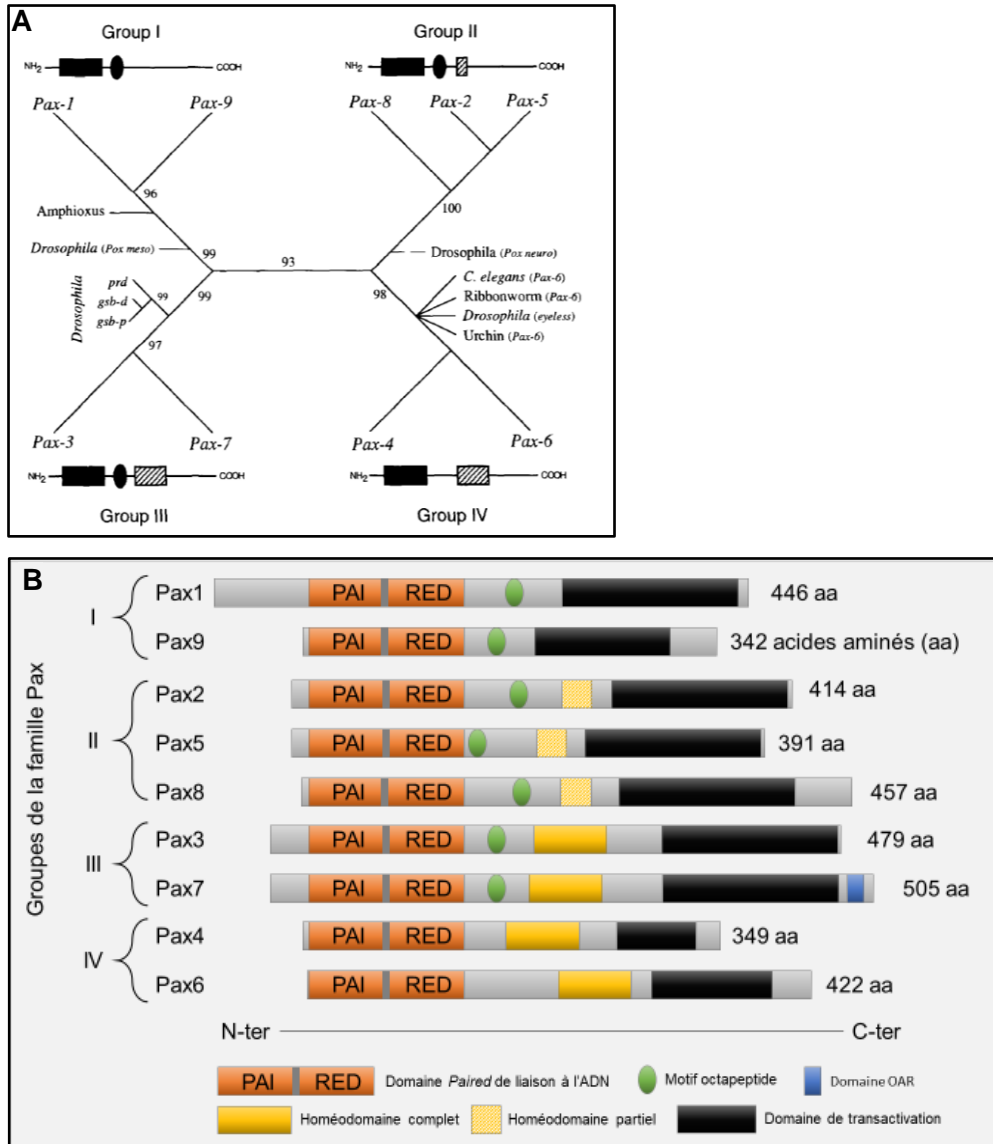 A
Group I
NH2 COOH
Pax-1 Pax-9
Group II
NH2 COOH
Pax-8 Pax-2 Pax-5
96
100
Amphioxus
Drosophila (Pox meso)
99
93
Drosophila (Pox neuro)
C. elegans (Pax-6)
Ribbonworm (Pax-6)
Drosophila (eyeless)
Urchin (Pax-6)
98
Drosophila
prd
gsb-d
gsb-p
99
99
97
Pax-3 Pax-7
NH2 COOH
Group III
Pax-4 Pax-6
NH2 COOH
Group IV
B
Groupes de la famille Pax
I
Pax1 PAI RED 446 aa
Pax9 PAI RED 342 acides aminés (aa)
II
Pax2 PAI RED 414 aa
Pax5 PAI RED 391 aa
Pax8 PAI RED 457 aa
III
Pax3 PAI RED 479 aa
Pax7 PAI RED 505 aa
IV
Pax4 PAI RED 349 aa
Pax6 PAI RED 422 aa
N-ter C-ter
PAI RED Domaine Paired de liaison à l'ADN Motif octapeptide Domaine OAR
Homéodomaine complet Homéodomaine partiel Domaine de transactivation